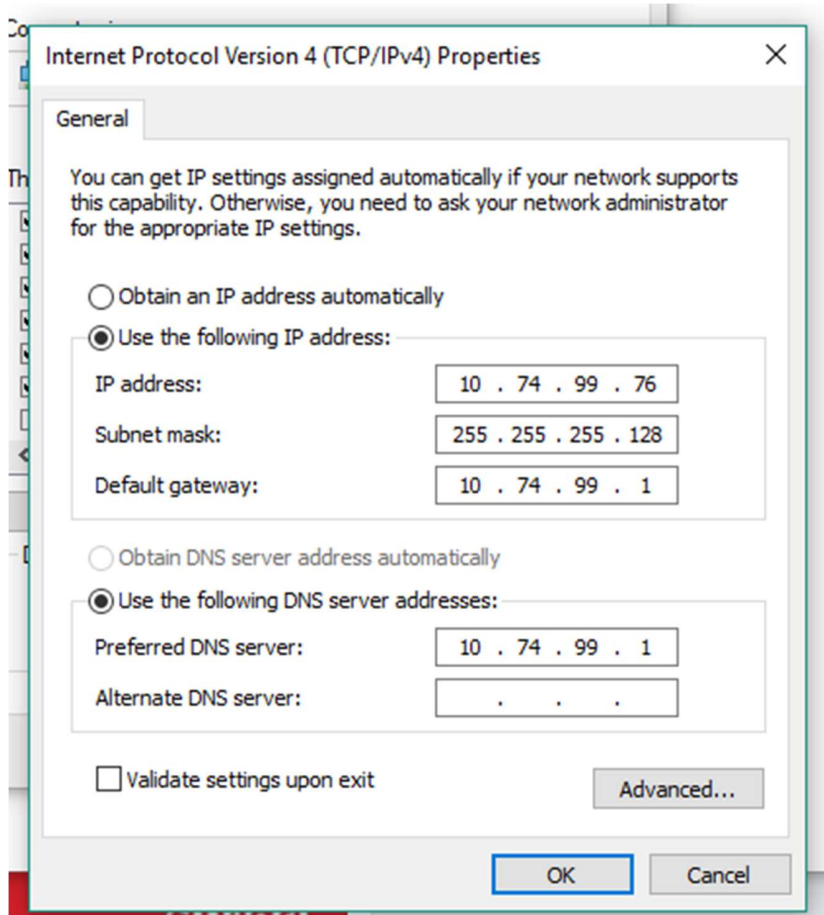 Co
Internet Protocol Version 4 (TCP/IPv4) Properties
General
Th
You can get IP settings assigned automatically if your network supports
this capability. Otherwise, you need to ask your network administrator
for the appropriate IP settings.
Obtain an IP address automatically
Use the following IP address:
IP address: 10 . 74 . 99 . 76
Subnet mask: 255 . 255 . 255 . 128
Default gateway: 10 . 74 . 99 . 1
Obtain DNS server address automatically
Use the following DNS server addresses:
Preferred DNS server: 10 . 74 . 99 . 1
Alternate DNS server: . . .
Validate settings upon exit
Advanced...
OK Cancel